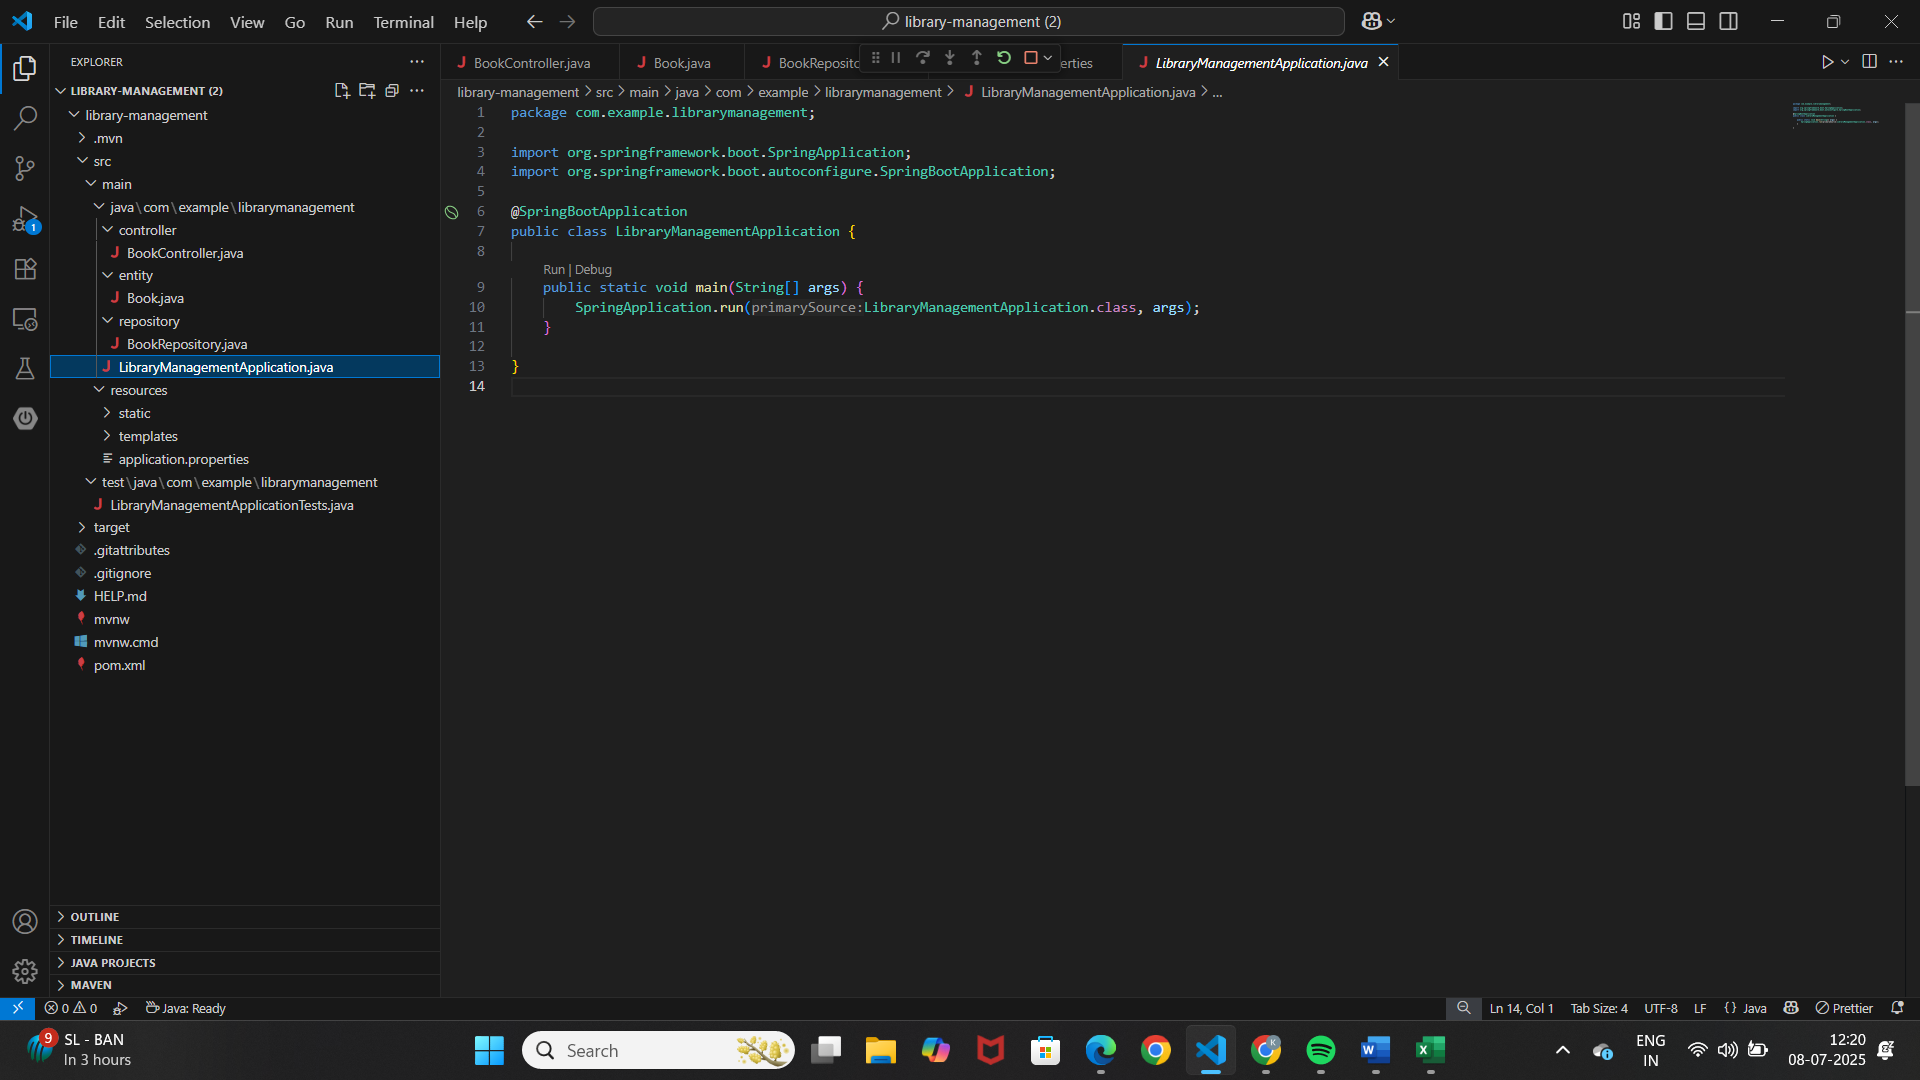 File Edit Selection View Go Run Terminal Help
library-management (2)
EXPLORER
LIBRARY-MANAGEMENT (2)
library-management
.mvn
src
main
java\com\example\librarymanagement
controller
BookController.java
entity
Book.java
repository
BookRepository.java
LibraryManagementApplication.java
resources
static
templates
application.properties
test\java\com\example\librarymanagement
LibraryManagementApplicationTests.java
target
.gitattributes
.gitignore
HELP.md
mvnw
mvnw.cmd
pom.xml
OUTLINE
TIMELINE
JAVA PROJECTS
MAVEN
1
BookController.java Book.java BookReposito erties LibraryManagementApplication.java
library-management > src > main > java > com > example > librarymanagement > LibraryManagementApplication.java > ...
1 package com.example.librarymanagement;
2
3 import org.springframework.boot.SpringApplication;
4 import org.springframework.boot.autoconfigure.SpringBootApplication;
5
6 @SpringBootApplication
7 public class LibraryManagementApplication {
8
Run | Debug
9 public static void main(String[] args) {
10 SpringApplication.run(primarySource:LibraryManagementApplication.class, args);
11 }
12
13 }
14
0 0 Java: Ready
Ln 14, Col 1 Tab Size: 4 UTF-8 LF {} Java Prettier
9 SL - BAN
In 3 hours
Search
ENG
IN
12:20
08-07-2025